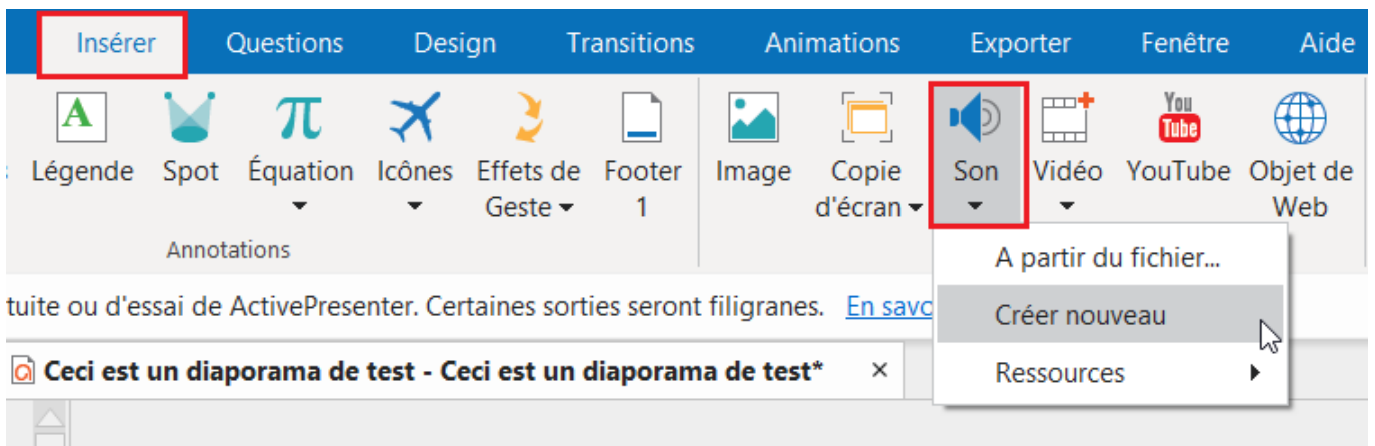 Insérer Questions Design Transitions Animations Exporter Fenêtre Aide
A π You
Tube
Légende Spot Équation Icônes Effets de Geste Footer 1 Image Copie d'écran Son Vidéo YouTube Objet de Web
Annotations
A partir du fichier...
tuite ou d'essai de ActivePresenter. Certaines sorties seront filigranes. En savo
Créer nouveau
Ceci est un diaporama de test - Ceci est un diaporama de test* ×
Ressources